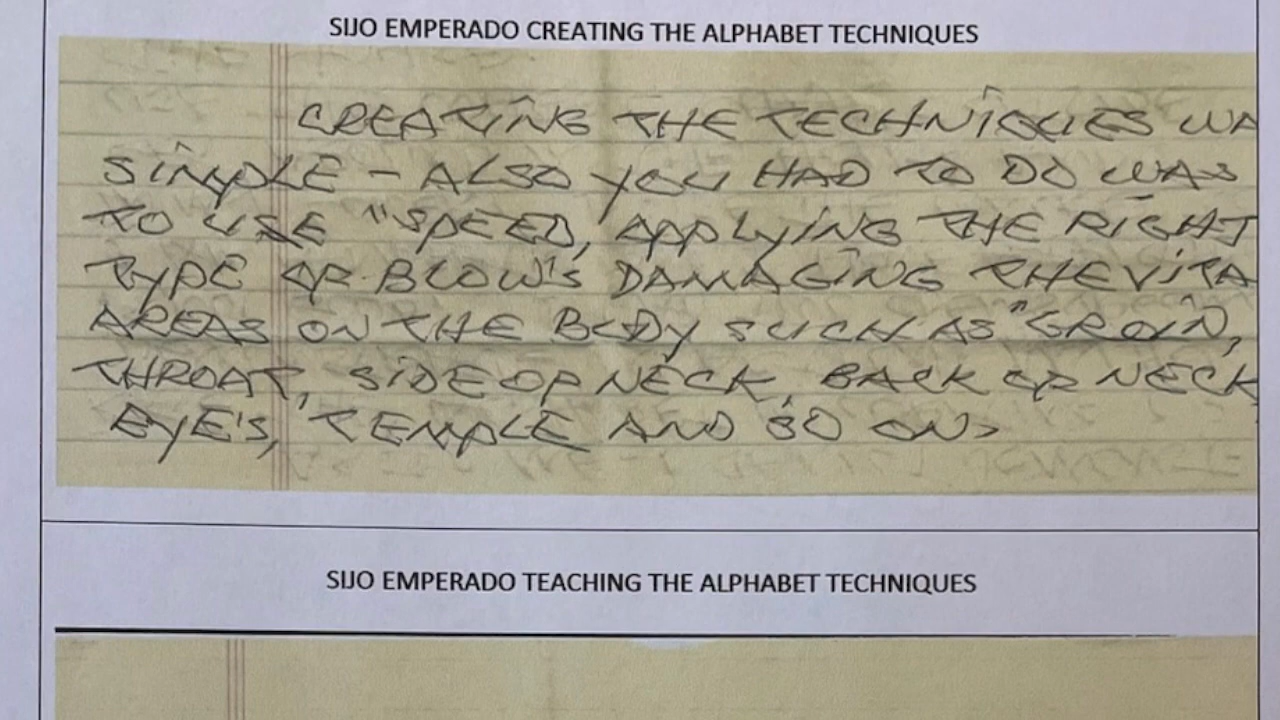 SIJO EMPERADO CREATING THE ALPHABET TECHNIQUES
CREATING THE TECHNIQUES WA
SIMPLE - ALSO YOU HAD TO DO WAS
TO USE "SPEED, APPLYING THE RIGHT
TYPE OF BLOW'S DAMAGING THE VITA
AREAS ON THE BODY SUCH AS "GROIN,
THROAT, SIDE OF NECK, BACK OF NECK
EYE'S, TEMPLE AND SO ON>
SIJO EMPERADO TEACHING THE ALPHABET TECHNIQUES